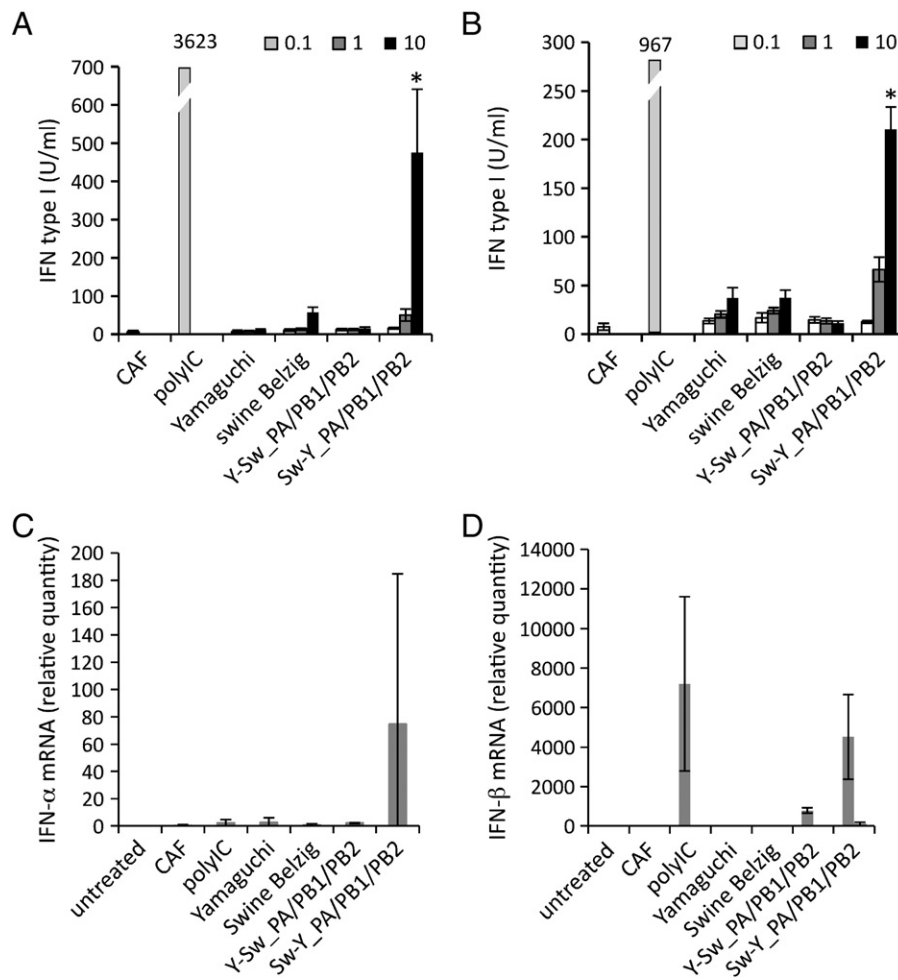 A
3623
0.1 1 10
IFN type I (U/ml)
700
600
500
400
300
200
100
0
*
CAF
polyIC
Yamaguchi
swine Belzig
Y-Sw_PA/PB1/PB2
Sw-Y_PA/PB1/PB2
B
967
0.1 1 10
IFN type I (U/ml)
300
250
200
150
100
50
0
*
CAF
polyIC
Yamaguchi
swine Belzig
Y-Sw_PA/PB1/PB2
Sw-Y_PA/PB1/PB2
C
IFN-α mRNA (relative quantity)
200
180
160
140
120
100
80
60
40
20
0
untreated
CAF
polyIC
Yamaguchi
Swine Belzig
Y-Sw_PA/PB1/PB2
Sw-Y_PA/PB1/PB2
D
IFN-β mRNA (relative quantity)
14000
12000
10000
8000
6000
4000
2000
0
untreated
CAF
polyIC
Yamaguchi
Swine Belzig
Y-Sw_PA/PB1/PB2
Sw-Y_PA/PB1/PB2